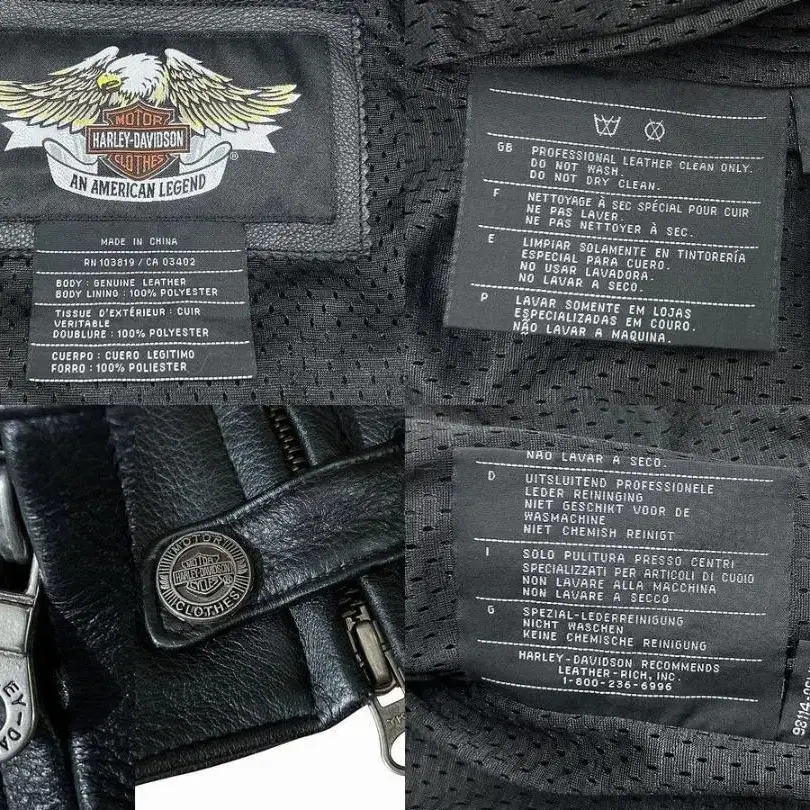 MOTOR
HARLEY-DAVIDSON
CLOTHES
®
AN AMERICAN LEGEND
MADE IN CHINA
RN 103819 / CA 03402
BODY : GENUINE LEATHER
BODY LINING : 100% POLYESTER
TISSUE D'EXTÉRIEUR : CUIR
VERITABLE
DOUBLURE : 100% POLYESTER
CUERPO : CUERO LEGITIMO
FORRO : 100% POLYESTER
GB PROFESSIONAL LEATHER CLEAN ONLY.
DO NOT WASH.
DO NOT DRY CLEAN.
F NETTOYAGE À SEC SPÉCIAL POUR CUIR
NE PAS LAVER.
NE PAS NETTOYER À SEC.
E LIMPIAR SOLAMENTE EN TINTORERÍA
ESPECIAL PARA CUERO.
NO USAR LAVADORA.
NO LAVAR A SECO.
P LAVAR SOMENTE EM LOJAS
ESPECIALIZADAS EM COURO.
NÃO LAVAR A MAQUINA.
MOTOR
HARLEY-DAVIDSON
CLOTHES
EY-DA
YK
NÃO LAVAR A SECO.
D UITSLUITEND PROFESSIONELE
LEDER REININGING
NIET GESCHIKT VOOR DE
WASMACHINE
NIET CHEMISH REINIGT
I SOLO PULITURA PRESSO CENTRI
SPECIALIZZATI PER ARTICOLI DI CUOIO
NON LAVARE ALLA MACCHINA
NON LAVARE A SECCO
G SPEZIAL-LEDERREINIGUNG
NICHT WASCHEN
KEINE CHEMISCHE REINIGUNG
HARLEY-DAVIDSON RECOMMENDS
LEATHER-RICH, INC.
1-800-236-6996
98114-